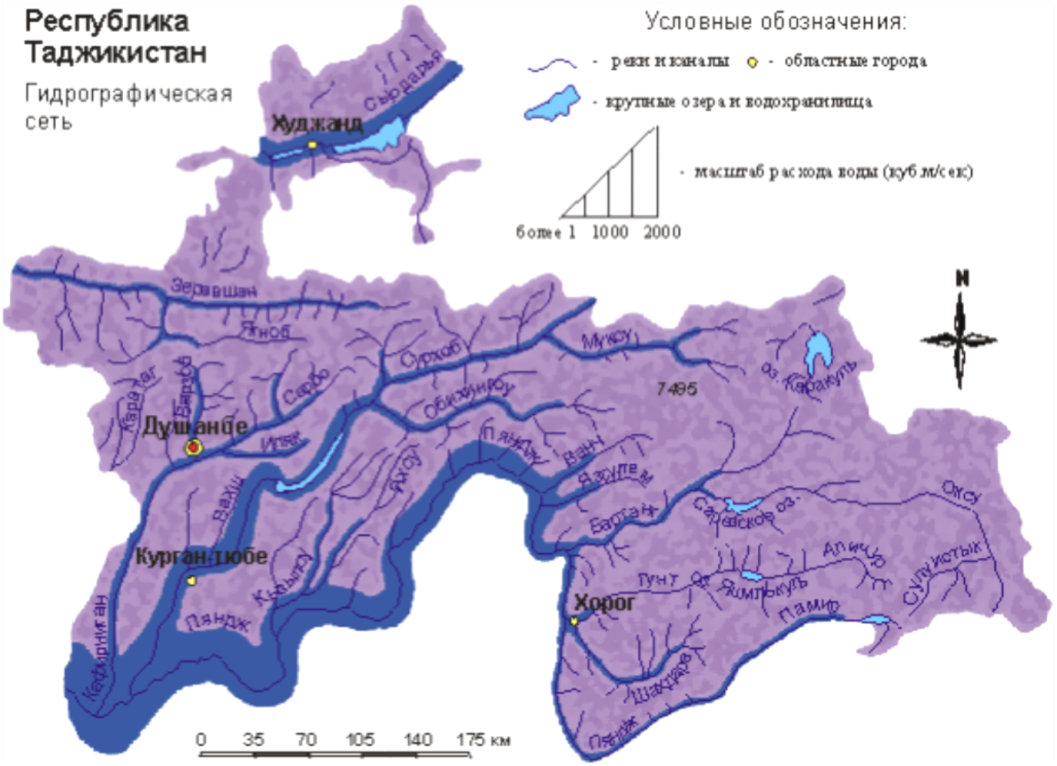 Республика
Таджикистан
Гидрографическая
сеть
Условные обозначения:
- реки и каналы
- областные города
- крупные озера и водохранилища
- масштаб расхода воды (куб.м/сек)
более 1 1000 2000
N
Сырдарья
Худжанд
Зеравшан
Ягноб
Сурхоб
Муксу
оз. Каракуль
7495
Каратаг
Варзоб
Сарбо
Обихингоу
Душанбе
Иляк
Пяндж
Ванч
Язгулем
Яхсу
Вахш
Бартанг
Сарезское оз.
Оксу
Курган-тюбе
Кызылсу
Гунт
Оз.
Яшилькуль
Аличур
Сулуистык
Хорог
Памир
Кафирниган
Пяндж
Шахдара
Пяндж
0 35 70 105 140 175 км